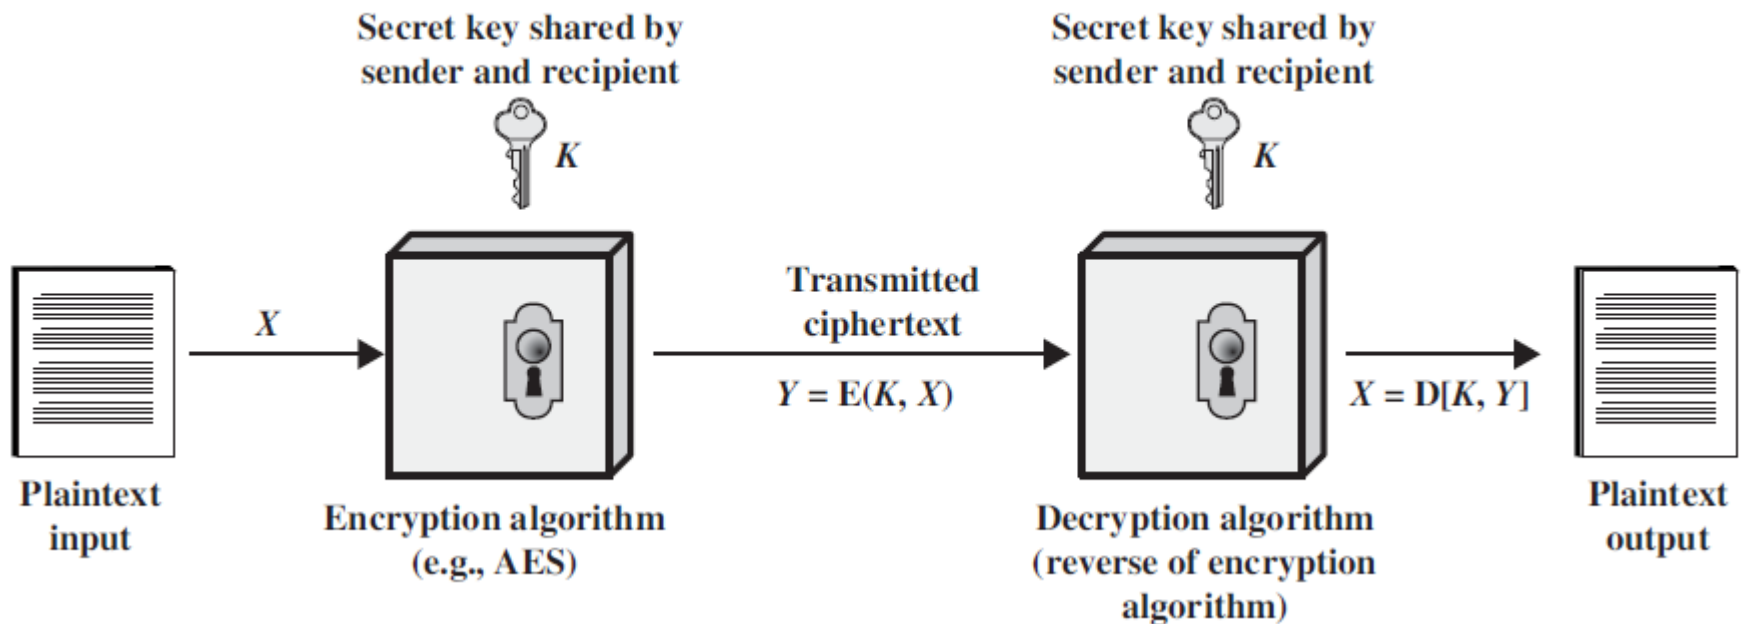 Secret key shared by
sender and recipient
K
Secret key shared by
sender and recipient
K
X
Transmitted
ciphertext
Y = E(K, X)
X = D[K, Y]
Plaintext
input
Encryption algorithm
(e.g., AES)
Decryption algorithm
(reverse of encryption
algorithm)
Plaintext
output